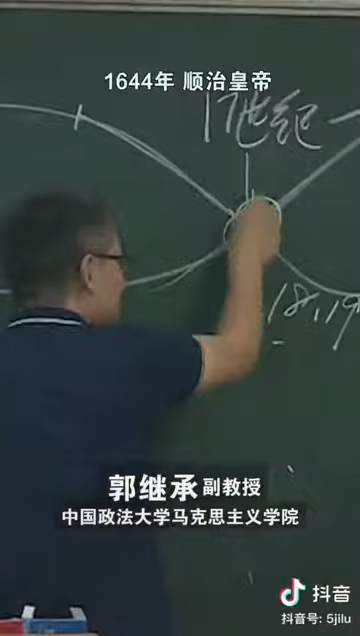 1644年 顺治皇帝
17世纪
18.19
郭继承 副教授
中国政法大学马克思主义学院
抖音
抖音号: 5jilu